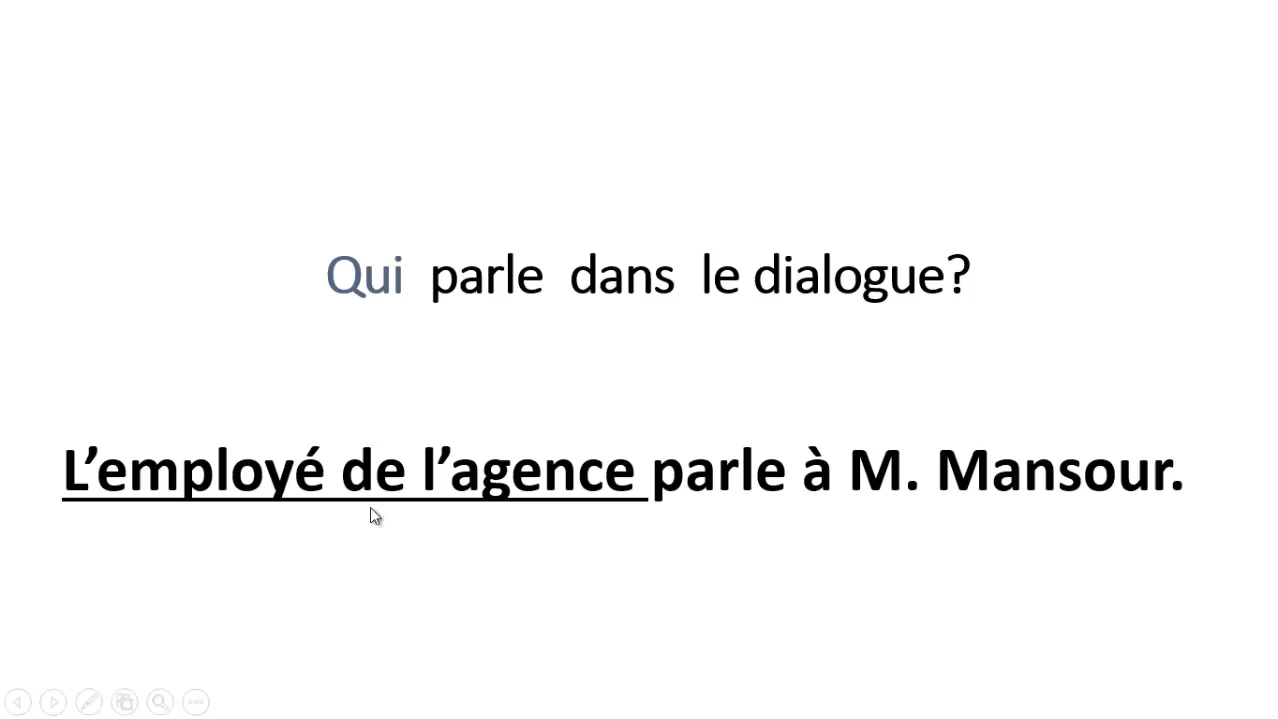 Qui parle dans le dialogue?
L’employé de l’agence parle à M. Mansour.